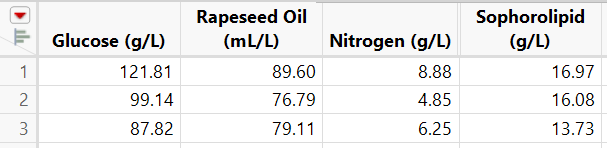 Glucose (g/L) Rapeseed Oil (mL/L) Nitrogen (g/L) Sophorolipid (g/L)
1 121.81 89.60 8.88 16.97
2 99.14 76.79 4.85 16.08
3 87.82 79.11 6.25 13.73